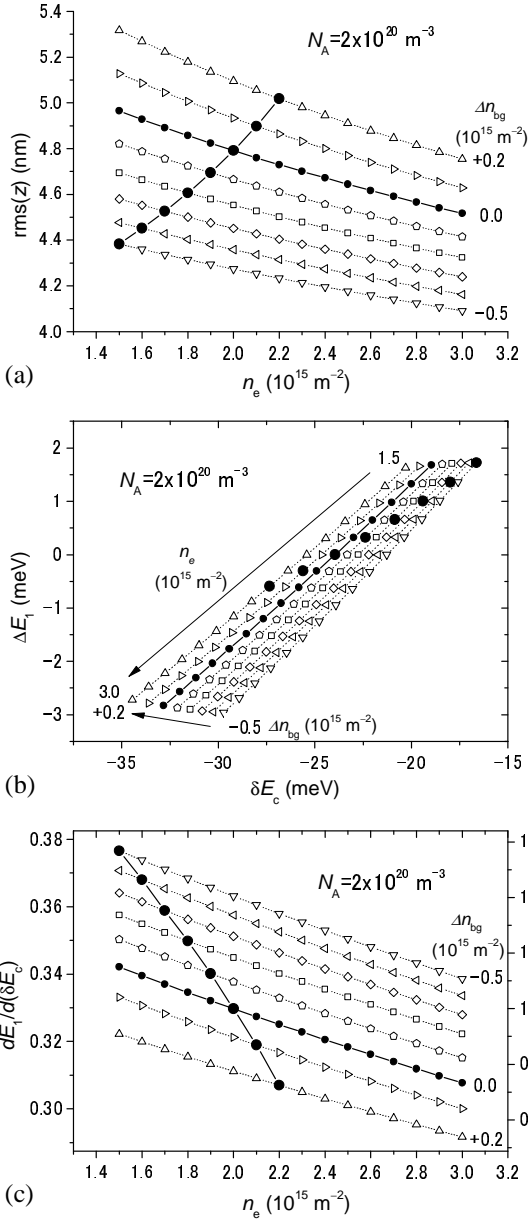 5.4
5.2
5.0
4.8
4.6
4.4
4.2
4.0
rms(z) (nm)
N_A=2x10^20 m^−3
Δn_bg
(10^15 m^−2)
+0.2
0.0
−0.5
1.4 1.6 1.8 2.0 2.2 2.4 2.6 2.8 3.0
n_e (10^15 m^−2)
(a)
2
1
0
−1
−2
−3
ΔE_1 (meV)
N_A=2x10^20 m^−3
1.5
n_e
(10^15 m^−2)
3.0
+0.2
−0.5 Δn_bg (10^15 m^−2)
−35 −30 −25 −20 −15
δE_c (meV)
(b)
0.38
0.36
0.34
0.32
0.30
dE_1/d(δE_c)
N_A=2x10^20 m^−3
Δn_bg
(10^15 m^−2)
−0.5
0.0
+0.2
1
1
1
1
0
0
1.4 1.6 1.8 2.0 2.2 2.4 2.6 2.8 3.0
n_e (10^15 m^−2)
(c)